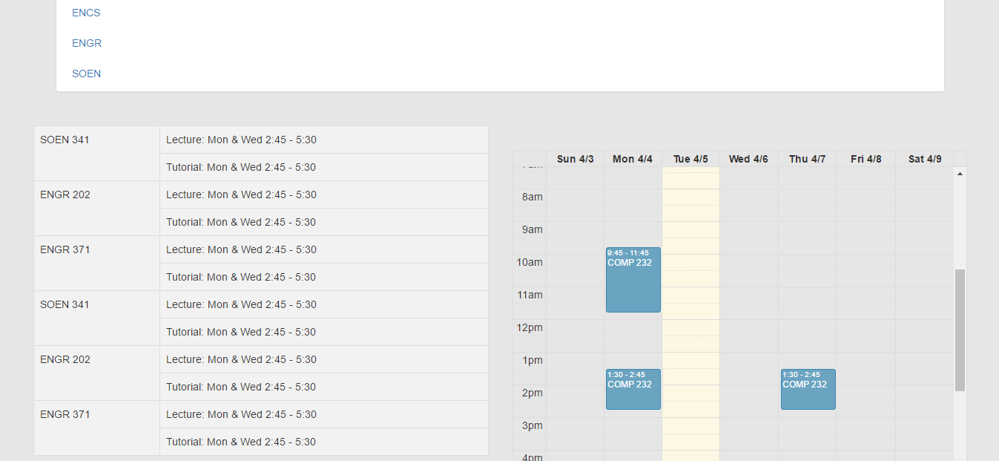 ENCS
ENGR
SOEN
SOEN 341
Lecture: Mon & Wed 2:45 - 5:30
Tutorial: Mon & Wed 2:45 - 5:30
ENGR 202
Lecture: Mon & Wed 2:45 - 5:30
Tutorial: Mon & Wed 2:45 - 5:30
ENGR 371
Lecture: Mon & Wed 2:45 - 5:30
Tutorial: Mon & Wed 2:45 - 5:30
SOEN 341
Lecture: Mon & Wed 2:45 - 5:30
Tutorial: Mon & Wed 2:45 - 5:30
ENGR 202
Lecture: Mon & Wed 2:45 - 5:30
Tutorial: Mon & Wed 2:45 - 5:30
ENGR 371
Lecture: Mon & Wed 2:45 - 5:30
Tutorial: Mon & Wed 2:45 - 5:30
Sun 4/3 Mon 4/4 Tue 4/5 Wed 4/6 Thu 4/7 Fri 4/8 Sat 4/9
8am
9am
9:45 - 11:45
10am COMP 232
11am
12pm
1pm
1:30 - 2:45 1:30 - 2:45
COMP 232 COMP 232
2pm
3pm
4pm